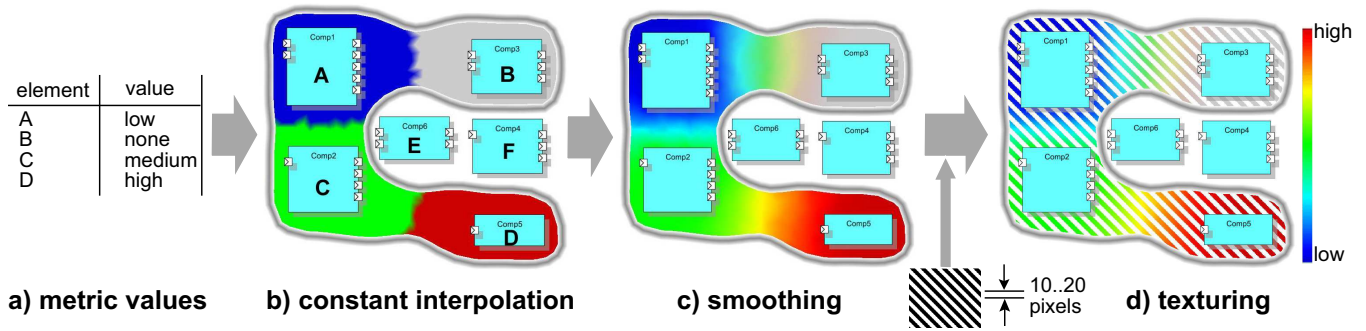 element value
A low
B none
C medium
D high
a) metric values
Comp1
A
Comp3
B
Comp6
E
Comp4
F
Comp2
C
Comp5
D
b) constant interpolation
Comp1
Comp3
Comp6
Comp4
Comp2
Comp5
c) smoothing
10..20
pixels
Comp1
Comp3
Comp6
Comp4
Comp2
Comp5
d) texturing
high
low